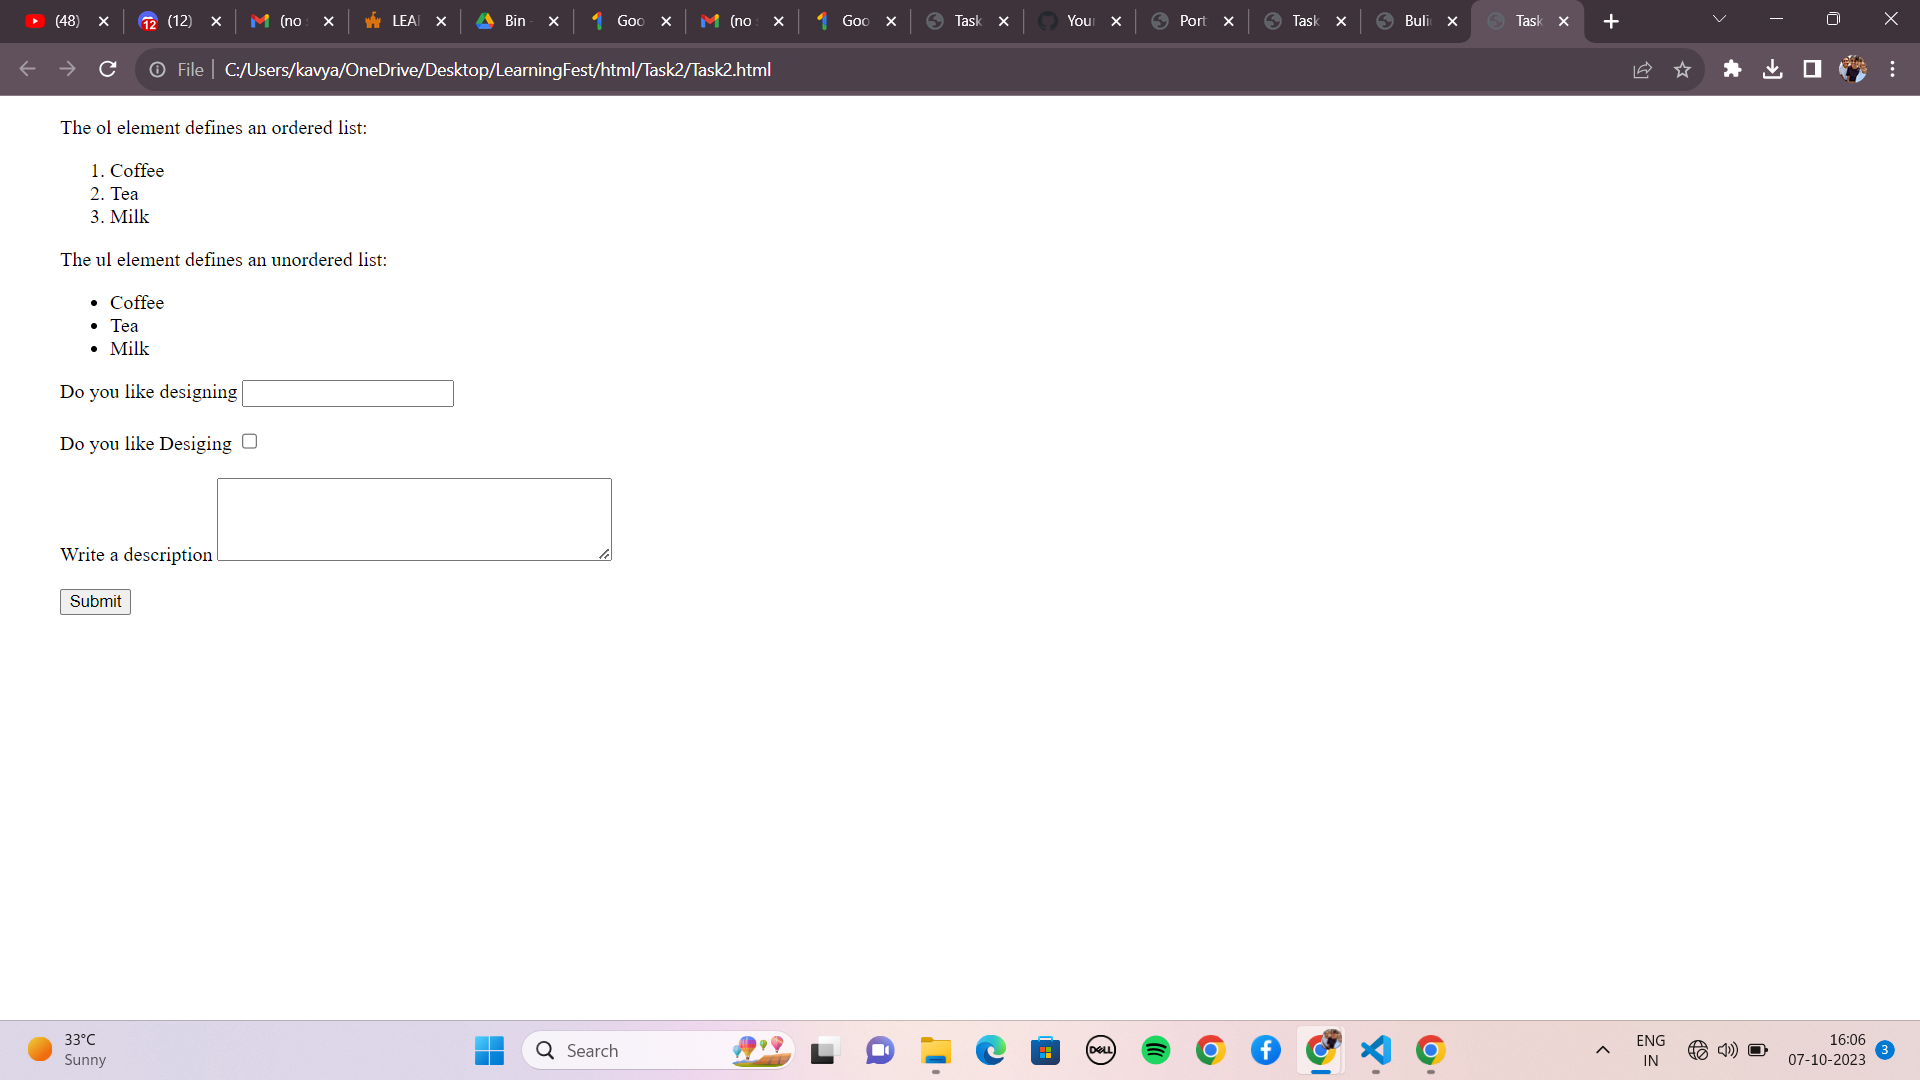 (48)
(12)
(no
LEA
Bin
Goo
(no
Goo
Task
Your
Port
Task
Buli
Task
File
C:/Users/kavya/OneDrive/Desktop/LearningFest/html/Task2/Task2.html
The ol element defines an ordered list:
1. Coffee
2. Tea
3. Milk
The ul element defines an unordered list:
• Coffee
• Tea
• Milk
Do you like designing
Do you like Desiging
Write a description
Submit
33°C
Sunny
Search
DELL
ENG
IN
16:06
07-10-2023
3